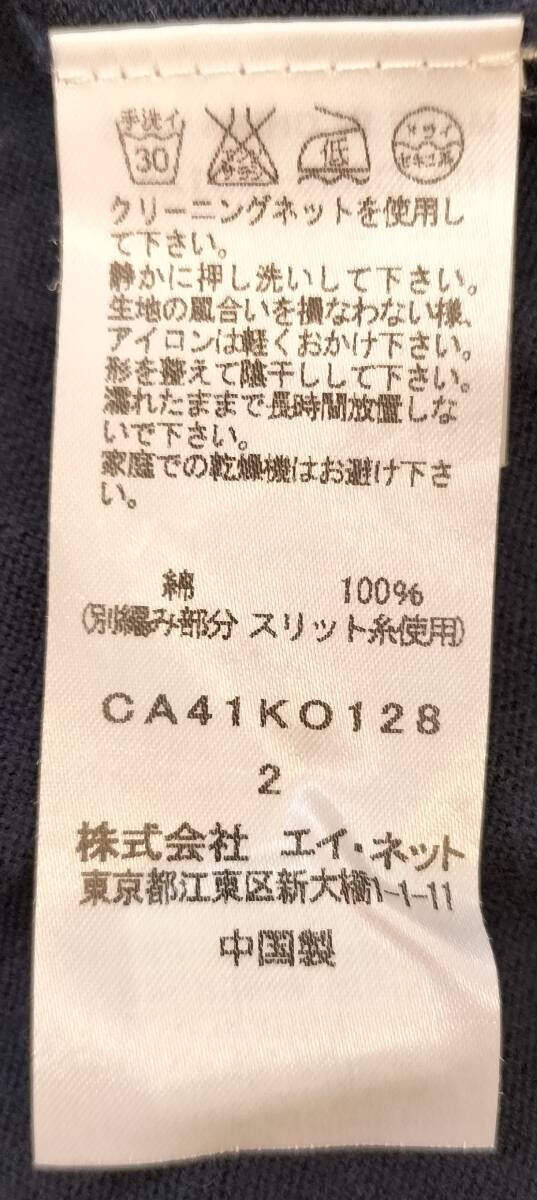 手洗イ
30
エンソ
サラシ
低
ドライ
セキユ系
クリーニングネットを使用し
て下さい。
静かに押し洗いして下さい。
生地の風合いを損なわない様、
アイロンは軽くおかけ下さい。
形を整えて陰干しして下さい。
濡れたままで長時間放置しな
いで下さい。
家庭での乾燥機はお避け下さ
い。
綿 100%
(別編み部分 スリット糸使用)
CA41KO128
2
株式会社 エイ・ネット
東京都江東区新大橋1-1-11
中国製